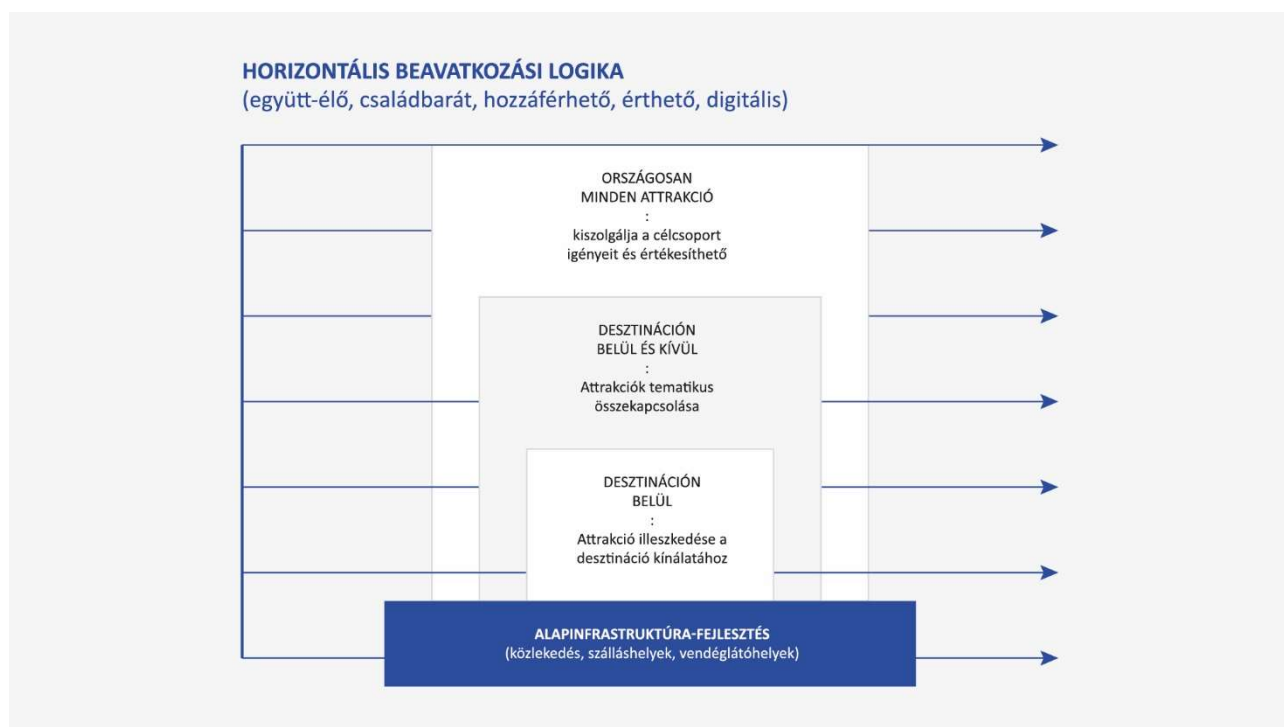 HORIZONTÁLIS BEAVATKOZÁSI LOGIKA
(együtt-élő, családbarát, hozzáférhető, érthető, digitális)
ORSZÁGOSAN
MINDEN ATTRAKCIÓ
:
kiszolgálja a célcsoport
igényeit és értékesíthető
DESZTINÁCIÓN
BELÜL ÉS KÍVÜL
:
Attrakciók tematikus
összekapcsolása
DESZTINÁCIÓN
BELÜL
:
Attrakció illeszkedése a
desztináció kínálatához
ALAPINFRASTRUKTÚRA-FEJLESZTÉS
(közlekedés, szálláshelyek, vendéglátóhelyek)